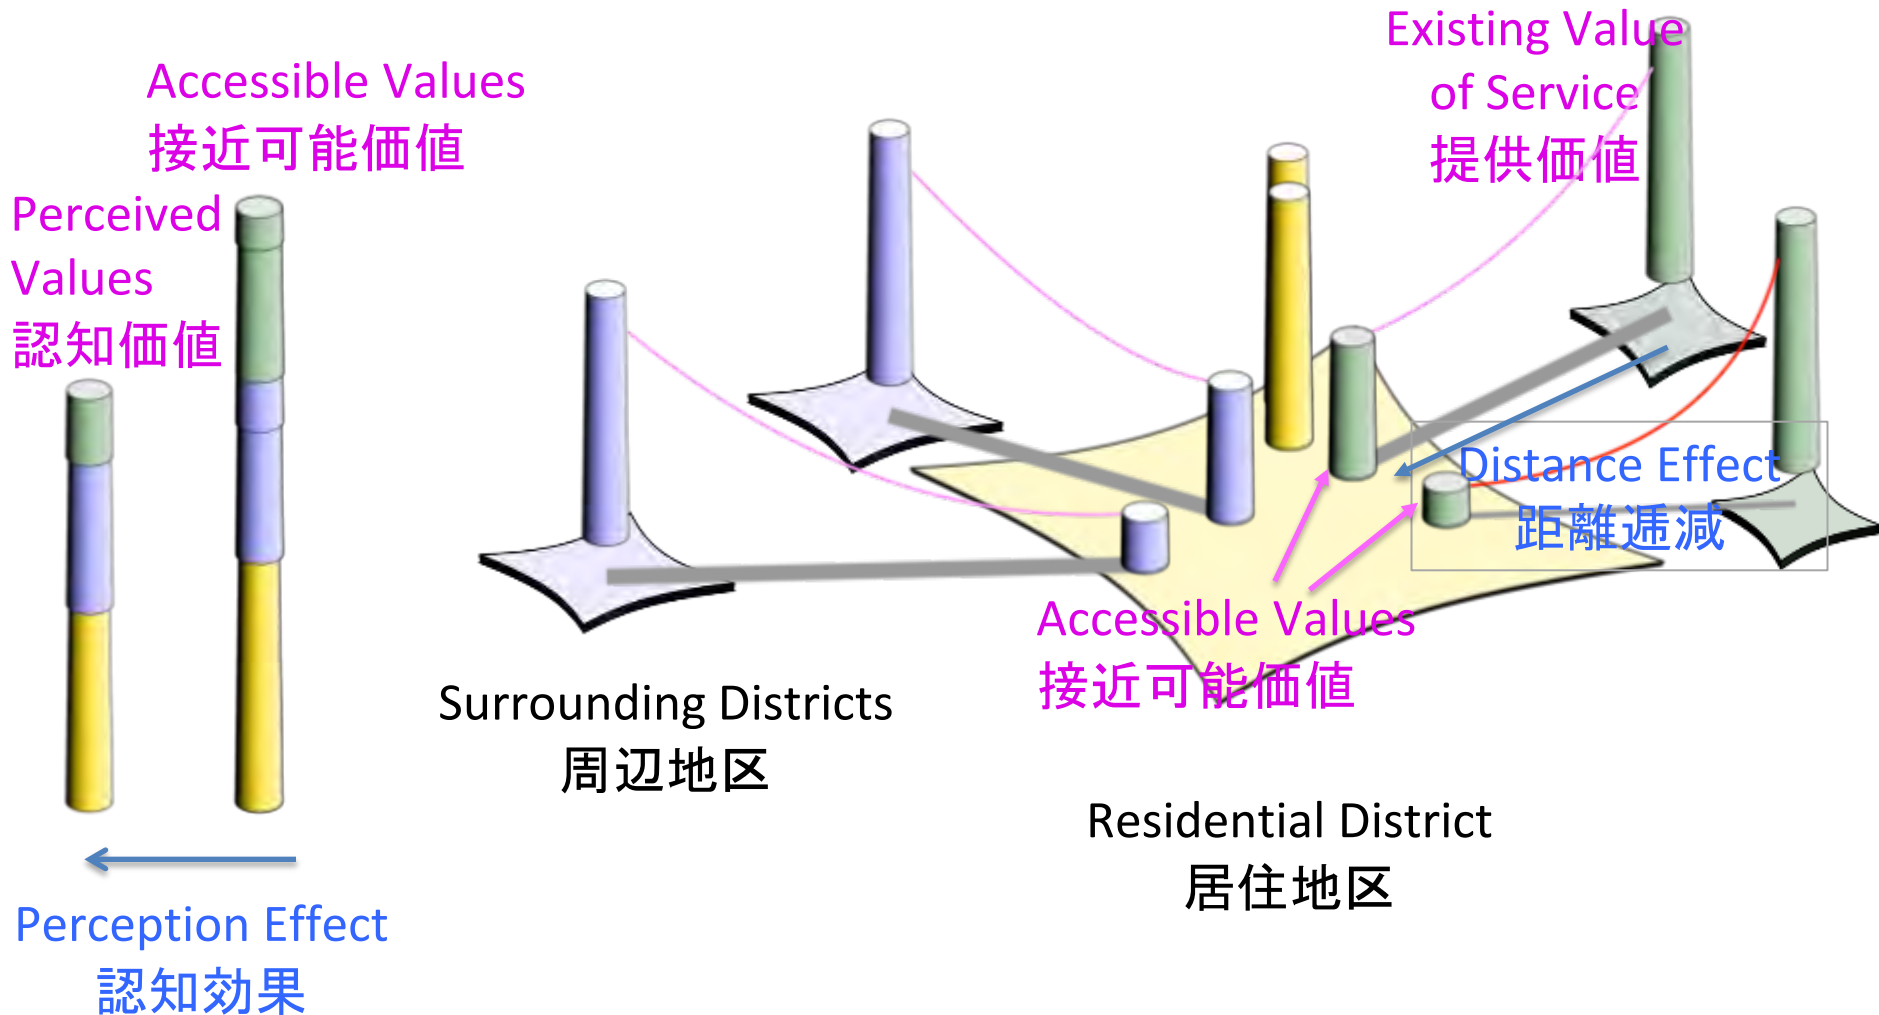 Accessible Values
接近可能価値
Perceived
Values
認知価値
Existing Value
of Service
提供価値
Distance Effect
距離逓減
Accessible Values
接近可能価値
Surrounding Districts
周辺地区
Residential District
居住地区
Perception Effect
認知効果